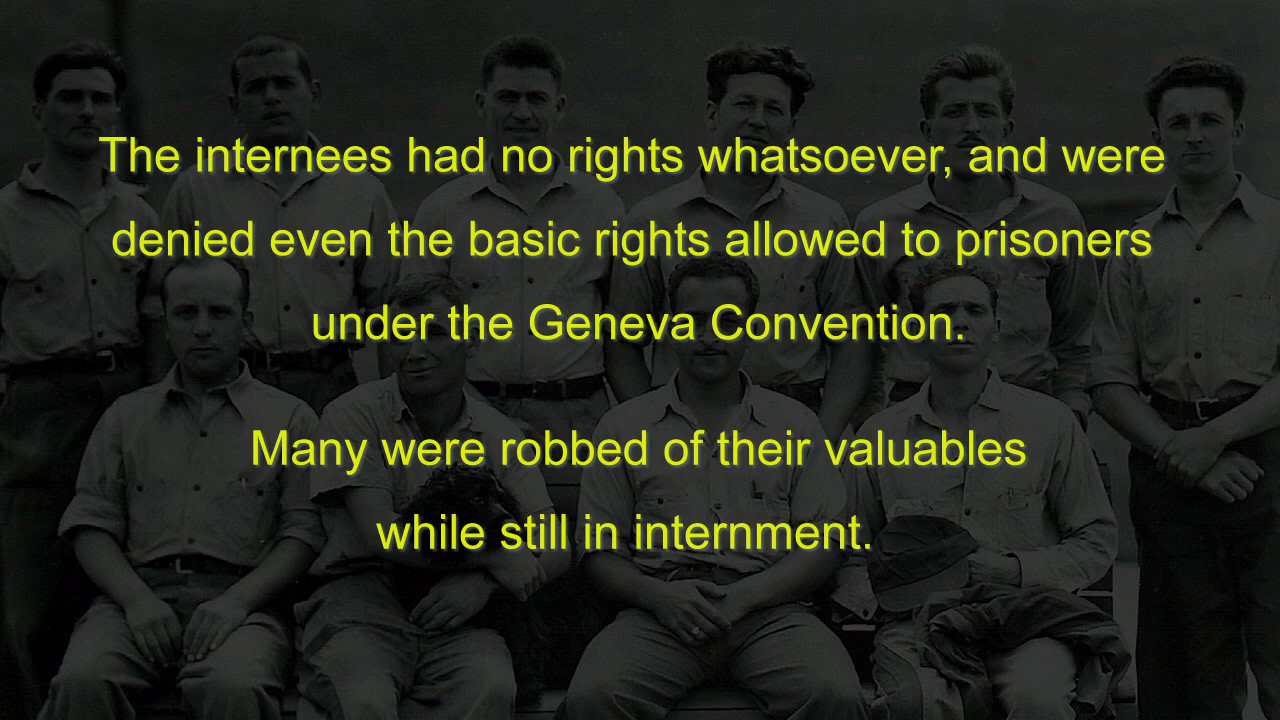 The internees had no rights whatsoever, and were
denied even the basic rights allowed to prisoners
under the Geneva Convention.
Many were robbed of their valuables
while still in internment.